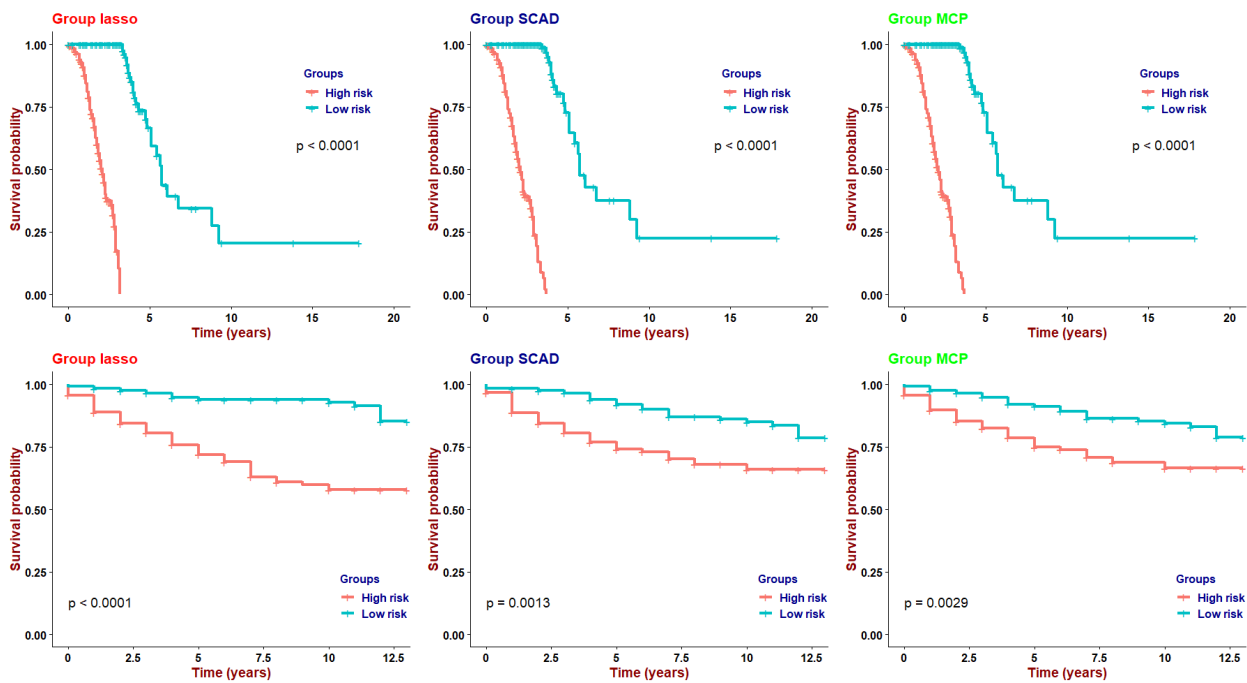 Group lasso
Survival probability
1.00
0.75
0.50
0.25
0.00
Groups
High risk
Low risk
p < 0.0001
0 5 10 15 20
Time (years)
Group SCAD
Survival probability
1.00
0.75
0.50
0.25
0.00
Groups
High risk
Low risk
p < 0.0001
0 5 10 15 20
Time (years)
Group MCP
Survival probability
1.00
0.75
0.50
0.25
0.00
Groups
High risk
Low risk
p < 0.0001
0 5 10 15 20
Time (years)
Group lasso
Survival probability
1.00
0.75
0.50
0.25
0.00
Groups
High risk
Low risk
p < 0.0001
0 2.5 5 7.5 10 12.5
Time (years)
Group SCAD
Survival probability
1.00
0.75
0.50
0.25
0.00
Groups
High risk
Low risk
p = 0.0013
0 2.5 5 7.5 10 12.5
Time (years)
Group MCP
Survival probability
1.00
0.75
0.50
0.25
0.00
Groups
High risk
Low risk
p = 0.0029
0 2.5 5 7.5 10 12.5
Time (years)